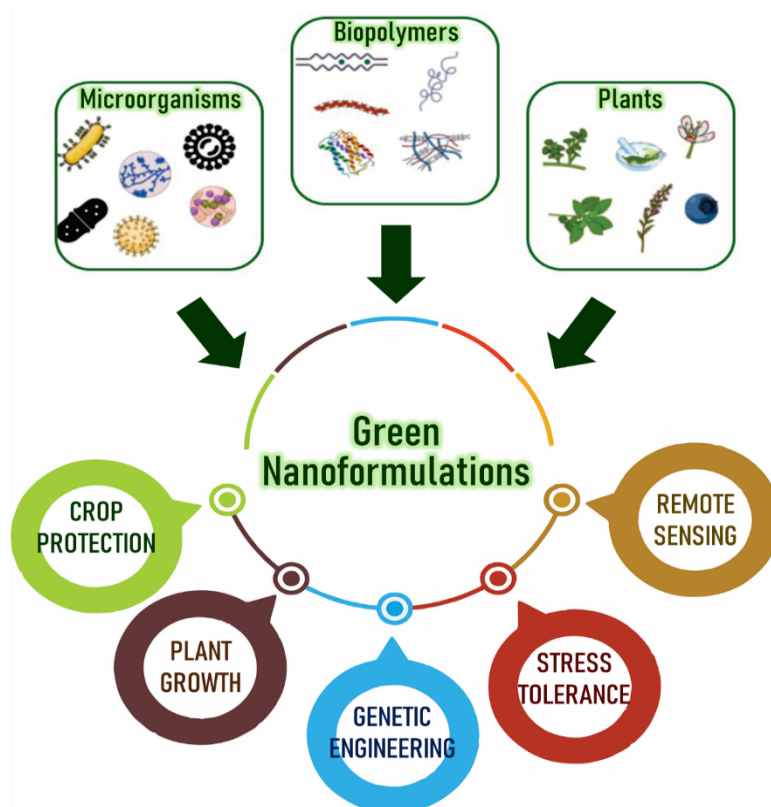 Biopolymers
Microorganisms
Plants
Green
Nanoformulations
CROP
PROTECTION
REMOTE
SENSING
PLANT
GROWTH
STRESS
TOLERANCE
GENETIC
ENGINEERING